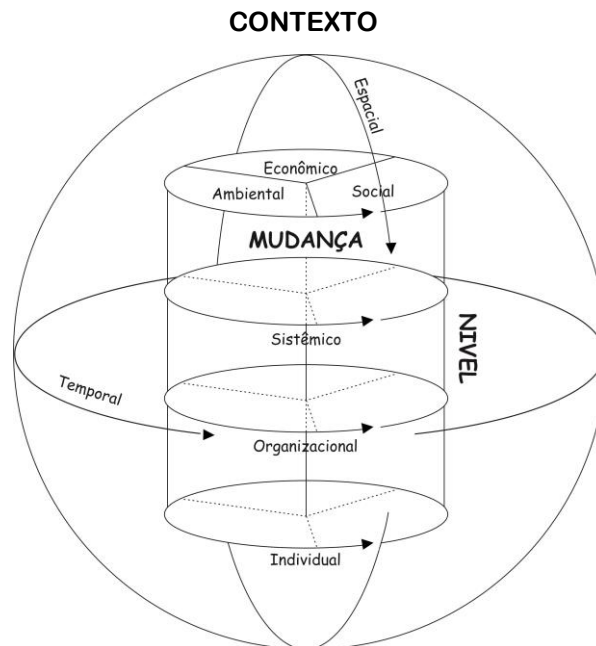 CONTEXTO
Espacial
Econômico
Ambiental
Social
MUDANÇA
NIVEL
Sistêmico
Temporal
Organizacional
Individual